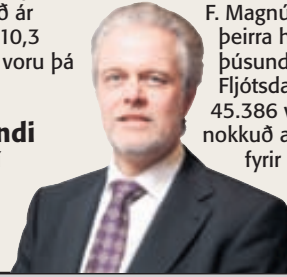 ð ár
10,3
voru þá
ndi
F. Magnú
þeirra h
þúsund
Fljótsda
45.386 v
nokkuð a
fyrir